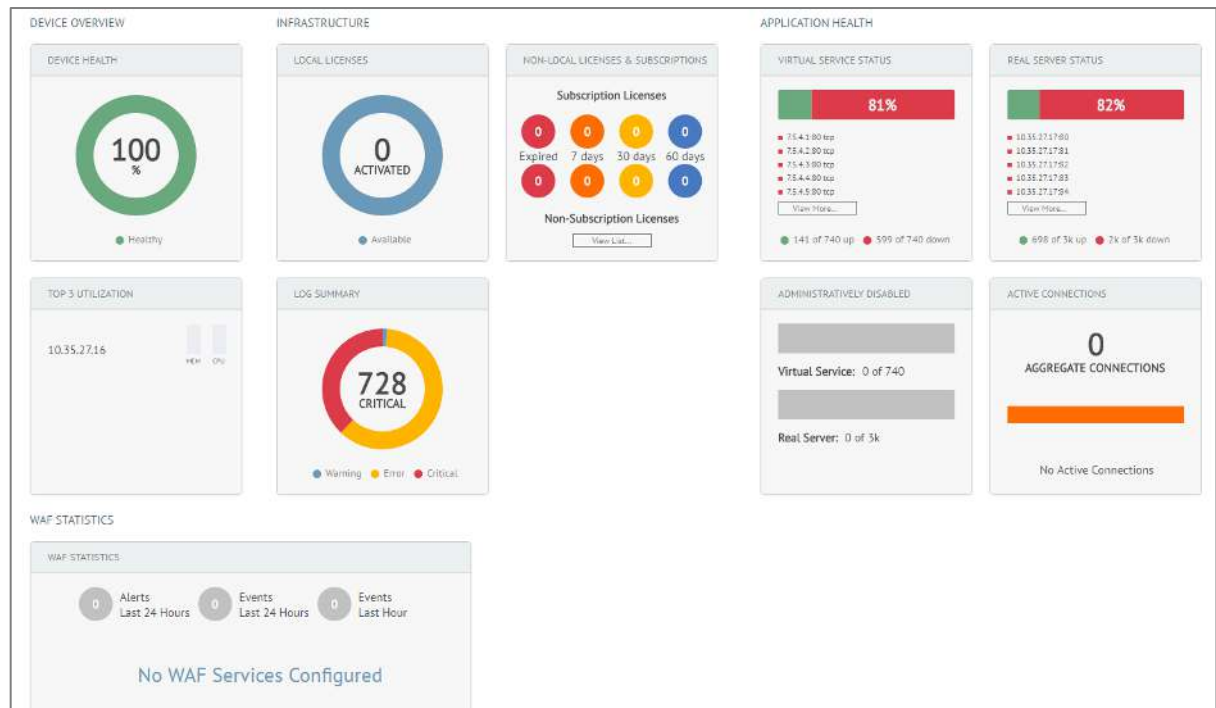 DEVICE OVERVIEW
INFRASTRUCTURE
APPLICATION HEALTH
DEVICE HEALTH
100
%
Healthy
LOCAL LICENSES
0
ACTIVATED
Available
NON-LOCAL LICENSES & SUBSCRIPTIONS
Subscription Licenses
0 0 0 0
Expired 7 days 30 days 60 days
0 0 0 0
Non-Subscription Licenses
View List...
VIRTUAL SERVICE STATUS
81%
7.5.4.1:80 tcp
7.5.4.2:80 tcp
7.5.4.3:80 tcp
7.5.4.4:80 tcp
7.5.4.5:80 tcp
View More...
141 of 740 up 599 of 740 down
REAL SERVER STATUS
82%
10.35.27.17:80
10.35.27.17:81
10.35.27.17:82
10.35.27.17:83
10.35.27.17:84
View More...
698 of 3k up 2k of 3k down
TOP 3 UTILIZATION
10.35.27.16
MEM CPU
LOG SUMMARY
728
CRITICAL
Warning Error Critical
ADMINISTRATIVELY DISABLED
Virtual Service: 0 of 740
Real Server: 0 of 3k
ACTIVE CONNECTIONS
0
AGGREGATE CONNECTIONS
No Active Connections
WAF STATISTICS
WAF STATISTICS
0 Alerts
Last 24 Hours
0 Events
Last 24 Hours
0 Events
Last Hour
No WAF Services Configured